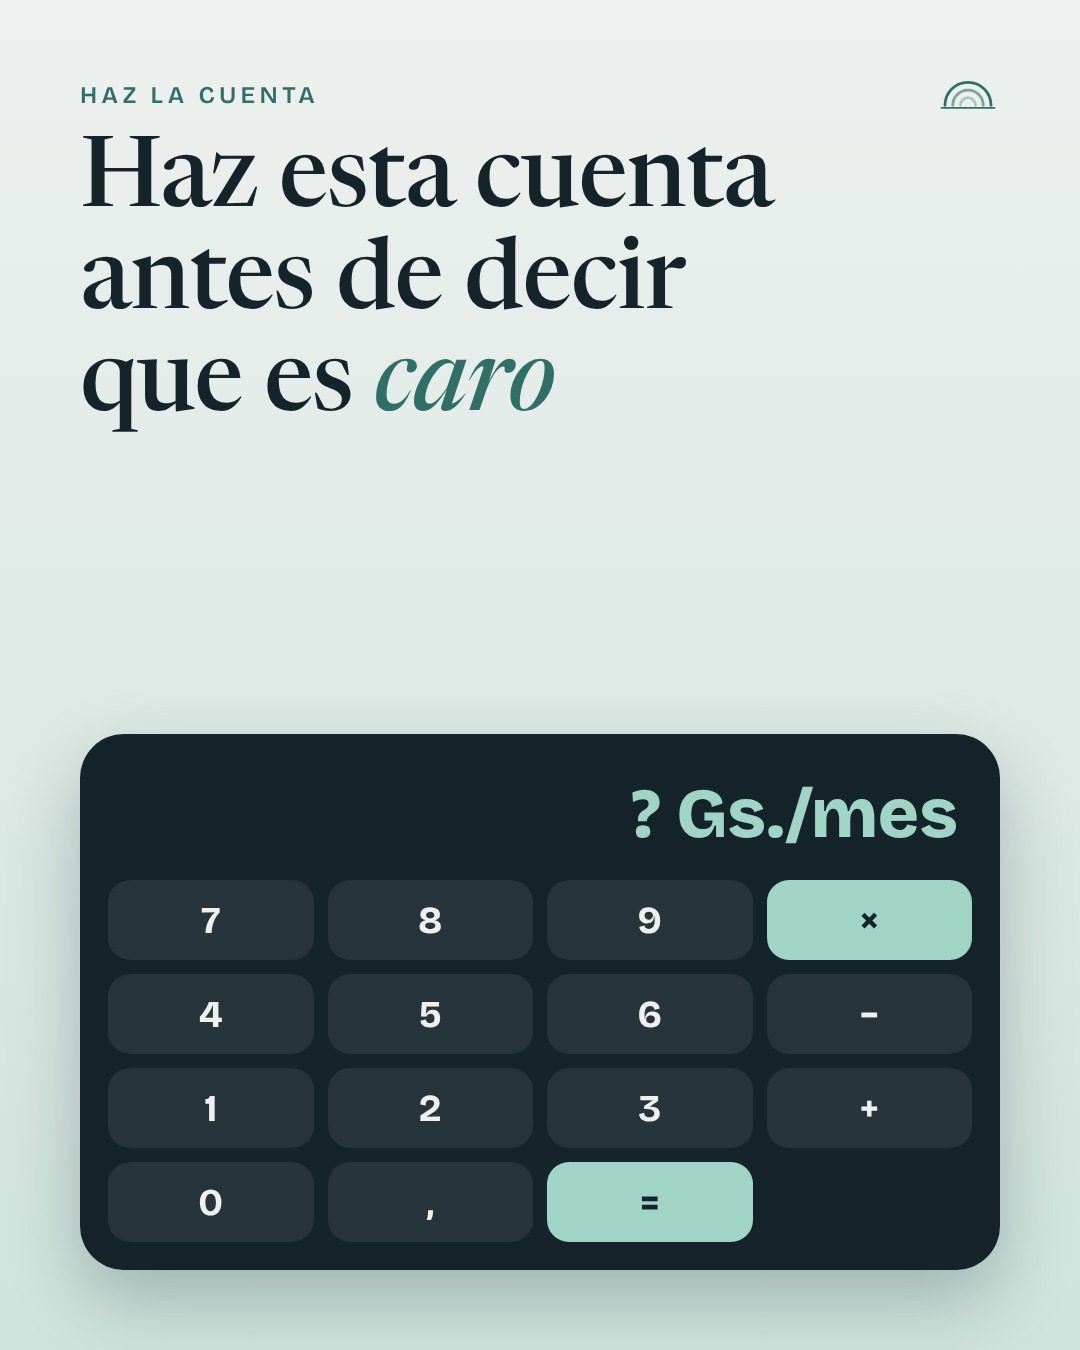 HAZ LA CUENTA
Haz esta cuenta
antes de decir
que es caro
? Gs./mes
7 8 9 ×
4 5 6 −
1 2 3 +
0 , =